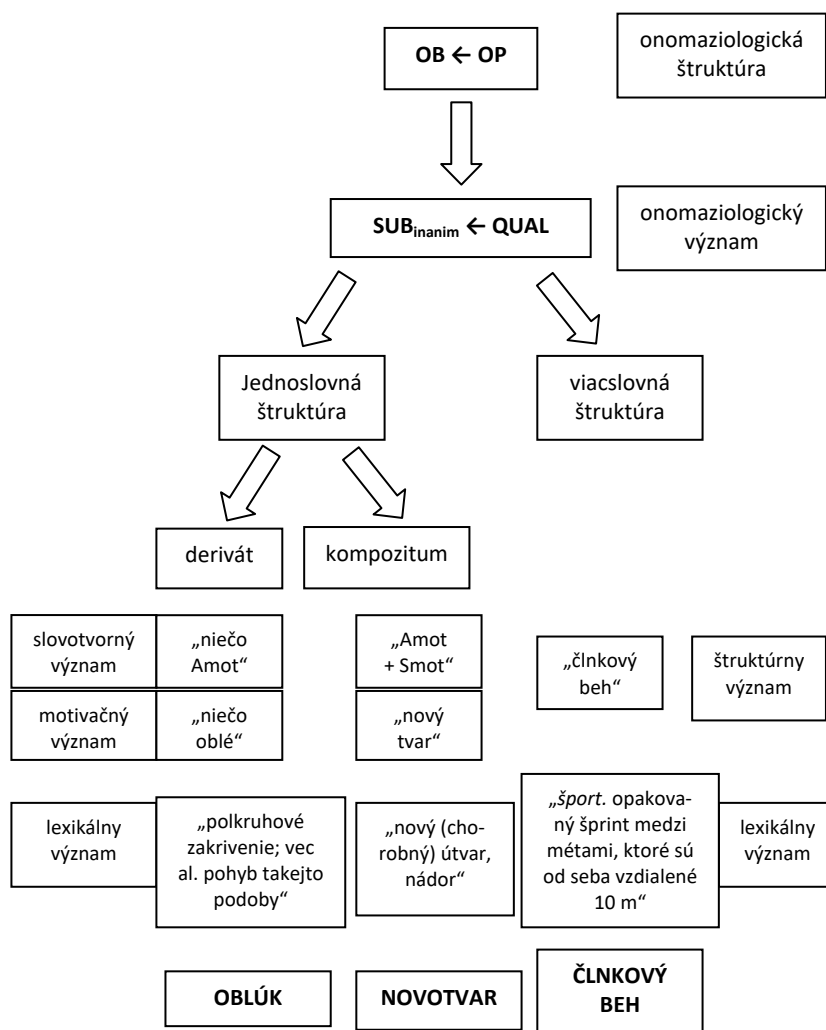 OB ← OP
onomaziologická
štruktúra
SUBinanim ← QUAL
onomaziologický
význam
Jednoslovná
štruktúra
viacslovná
štruktúra
derivát
kompozitum
slovotvorný
význam
„niečo
Amot“
„Amot
+ Smot“
„člnkový
beh“
štruktúrny
význam
motivačný
význam
„niečo
oblé“
„nový
tvar“
lexikálny
význam
„polkruhové
zakrivenie; vec
al. pohyb takejto
podoby“
„nový (cho-
robný) útvar,
nádor“
„šport. opakova-
ný šprint medzi
métami, ktoré sú
od seba vzdialené
10 m“
lexikálny
význam
OBLÚK
NOVOTVAR
ČLNKOVÝ
BEH